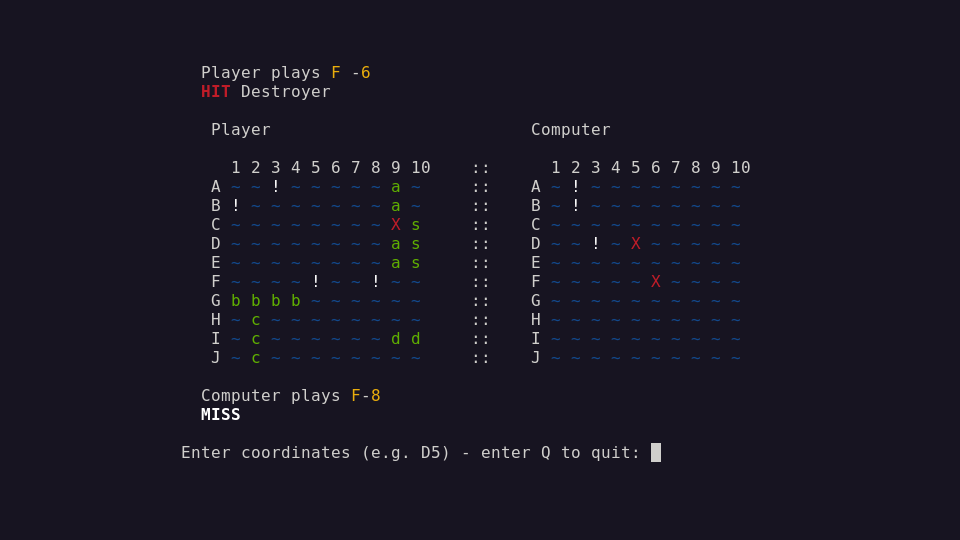 Player plays F -6
HIT Destroyer
Player Computer
1 2 3 4 5 6 7 8 9 10 :: 1 2 3 4 5 6 7 8 9 10
A ~ ~ ! ~ ~ ~ ~ ~ a ~ :: A ~ ! ~ ~ ~ ~ ~ ~ ~ ~
B ! ~ ~ ~ ~ ~ ~ ~ a ~ :: B ~ ! ~ ~ ~ ~ ~ ~ ~ ~
C ~ ~ ~ ~ ~ ~ ~ ~ X s :: C ~ ~ ~ ~ ~ ~ ~ ~ ~ ~
D ~ ~ ~ ~ ~ ~ ~ ~ a s :: D ~ ~ ! ~ X ~ ~ ~ ~ ~
E ~ ~ ~ ~ ~ ~ ~ ~ a s :: E ~ ~ ~ ~ ~ ~ ~ ~ ~ ~
F ~ ~ ~ ~ ! ~ ~ ! ~ ~ :: F ~ ~ ~ ~ ~ X ~ ~ ~ ~
G b b b b ~ ~ ~ ~ ~ ~ :: G ~ ~ ~ ~ ~ ~ ~ ~ ~ ~
H ~ c ~ ~ ~ ~ ~ ~ ~ ~ :: H ~ ~ ~ ~ ~ ~ ~ ~ ~ ~
I ~ c ~ ~ ~ ~ ~ ~ d d :: I ~ ~ ~ ~ ~ ~ ~ ~ ~ ~
J ~ c ~ ~ ~ ~ ~ ~ ~ ~ :: J ~ ~ ~ ~ ~ ~ ~ ~ ~ ~
Computer plays F-8
MISS
Enter coordinates (e.g. D5) - enter Q to quit: